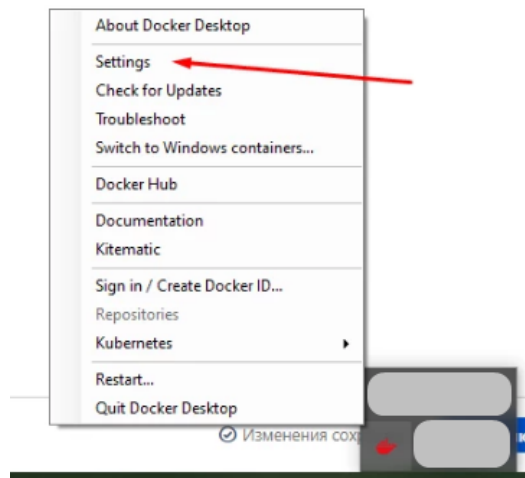 About Docker Desktop
Settings
Check for Updates
Troubleshoot
Switch to Windows containers...
Docker Hub
Documentation
Kitematic
Sign in / Create Docker ID...
Repositories
Kubernetes
Restart...
Quit Docker Desktop
Изменения